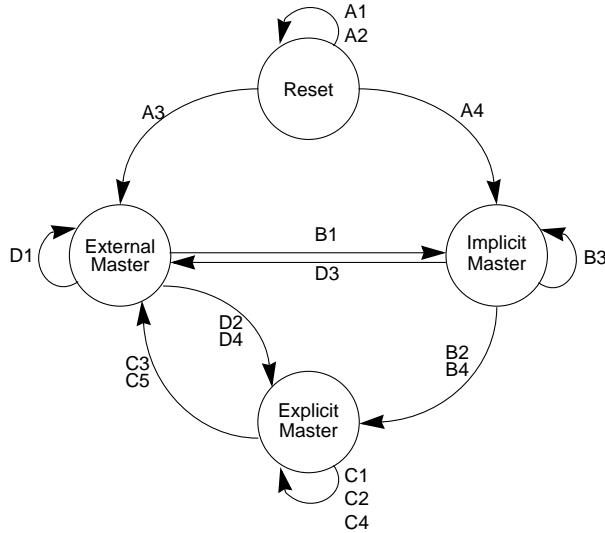 A1
A2
Reset
A3
A4
External
Master
Implicit
Master
D1
B1
B3
D3
D2
D4
B2
B4
C3
C5
Explicit
Master
C1
C2
C4